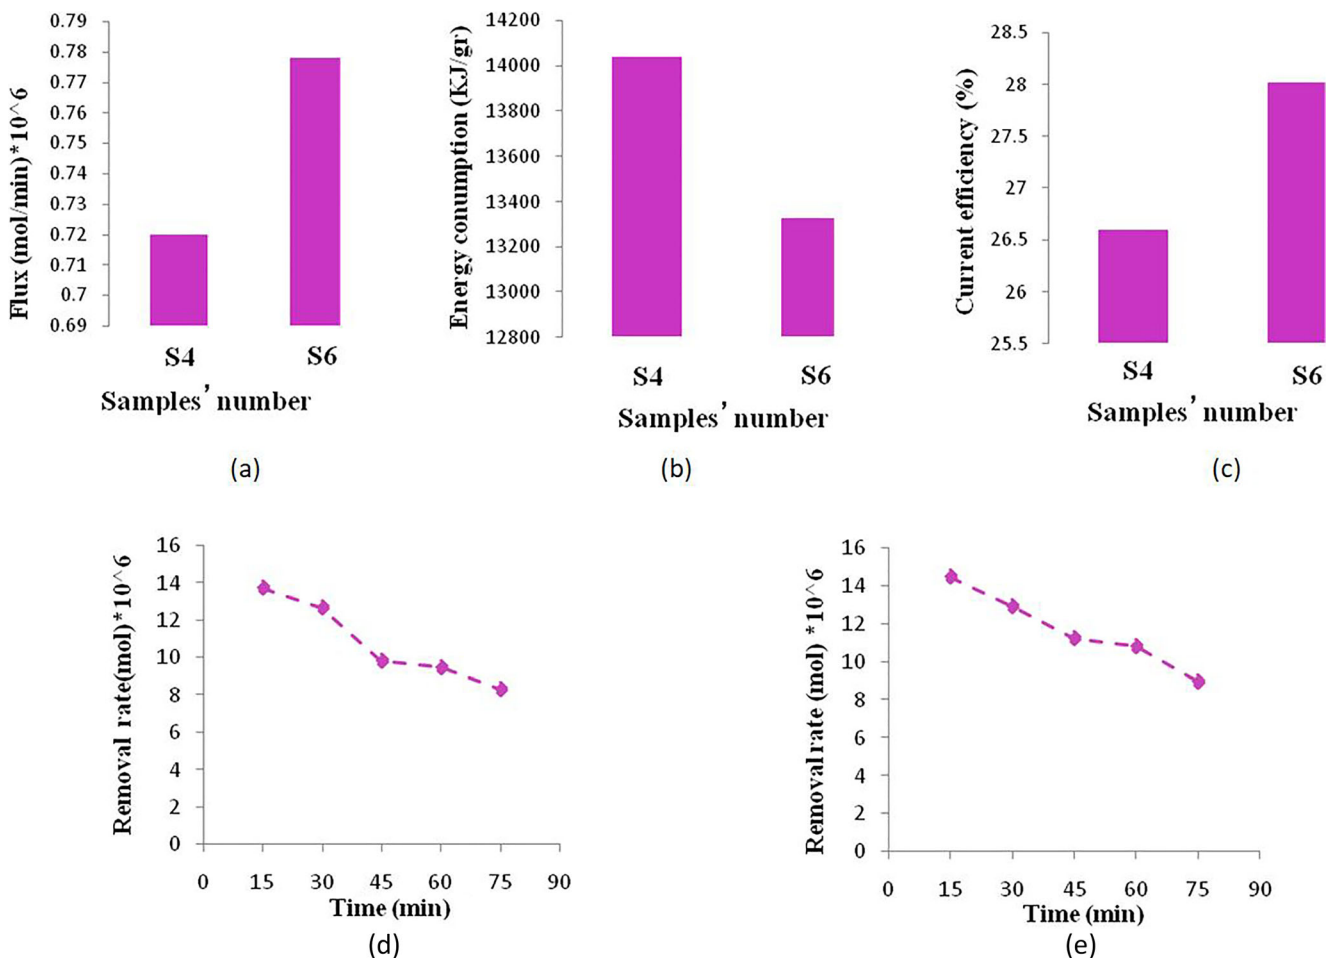 Flux (mol/min)*10^6
0.79
0.78
0.77
0.76
0.75
0.74
0.73
0.72
0.71
0.7
0.69
S4 S6
Samples’ number
(a)
Energy conumption (KJ/gr)
14200
14000
13800
13600
13400
13200
13000
12800
S4 S6
Samples’ number
(b)
Current efficiency (%)
28.5
28
27.5
27
26.5
26
25.5
S4 S6
Samples’ number
(c)
Removal rate(mol)*10^6
16
14
12
10
8
6
4
2
0
0 15 30 45 60 75 90
Time (min)
(d)
Removal rate (mol) *10^6
16
14
12
10
8
6
4
2
0
0 15 30 45 60 75 90
Time (min)
(e)